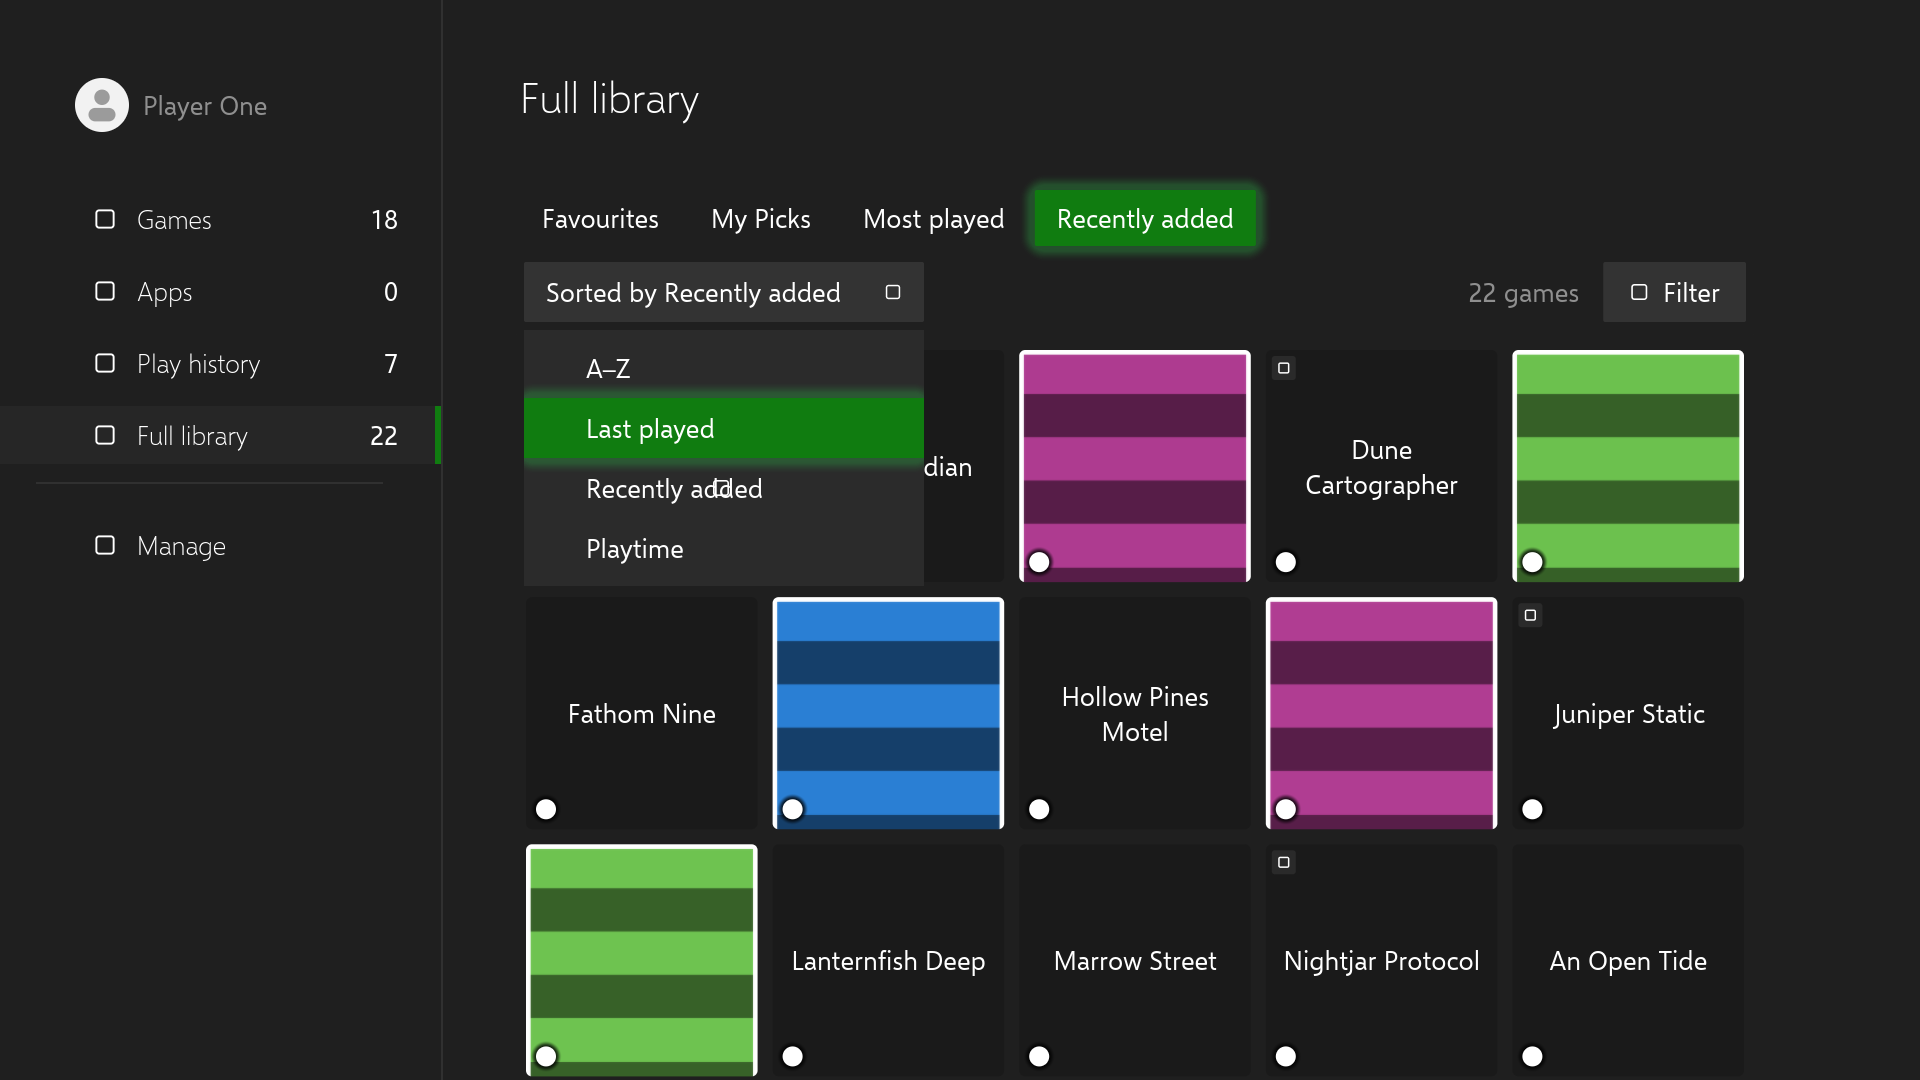 Player One
Games 18
Apps 0
Play history 7
Full library 22
Manage
Full library
Favourites My Picks Most played Recently added
Sorted by Recently added
22 games
Filter
A–Z
Last played
Recently added
Playtime
dian
Dune
Cartographer
Fathom Nine
Hollow Pines
Motel
Juniper Static
Lanternfish Deep
Marrow Street
Nightjar Protocol
An Open Tide